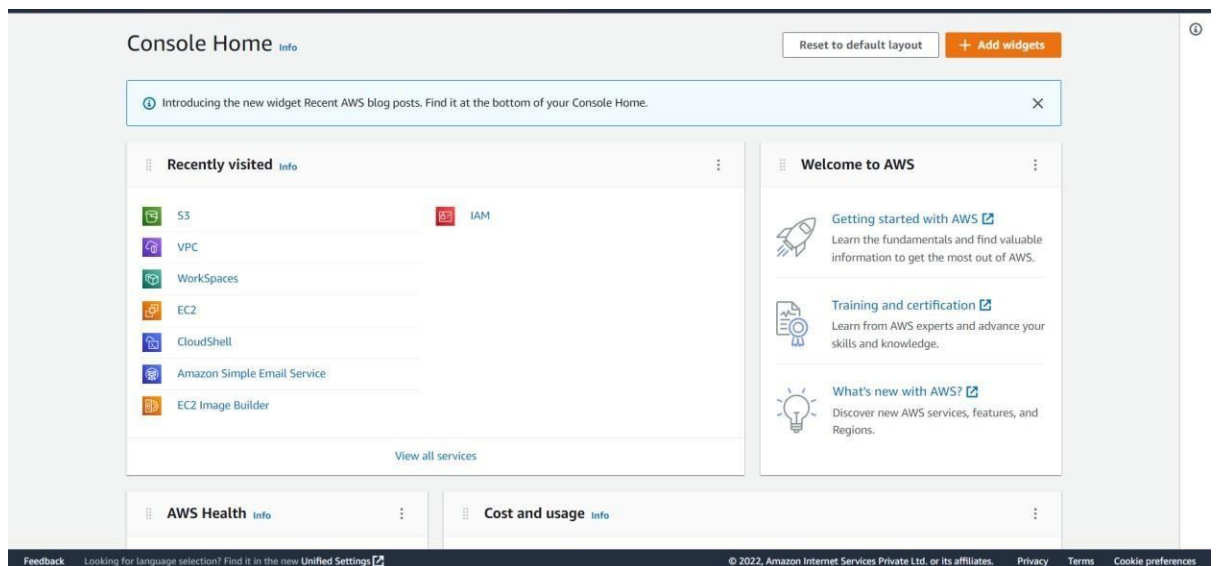 Console Home Info
Reset to default layout
+ Add widgets
Introducing the new widget Recent AWS blog posts. Find it at the bottom of your Console Home.
Recently visited Info
S3
VPC
WorkSpaces
EC2
CloudShell
Amazon Simple Email Service
EC2 Image Builder
IAM
View all services
Welcome to AWS
Getting started with AWS
Learn the fundamentals and find valuable
information to get the most out of AWS.
Training and certification
Learn from AWS experts and advance your
skills and knowledge.
What's new with AWS?
Discover new AWS services, features, and
Regions.
AWS Health Info
Cost and usage Info
Feedback Looking for language selection? Find it in the new Unified Settings
© 2022, Amazon Internet Services Private Ltd. or its affiliates. Privacy Terms Cookie preferences